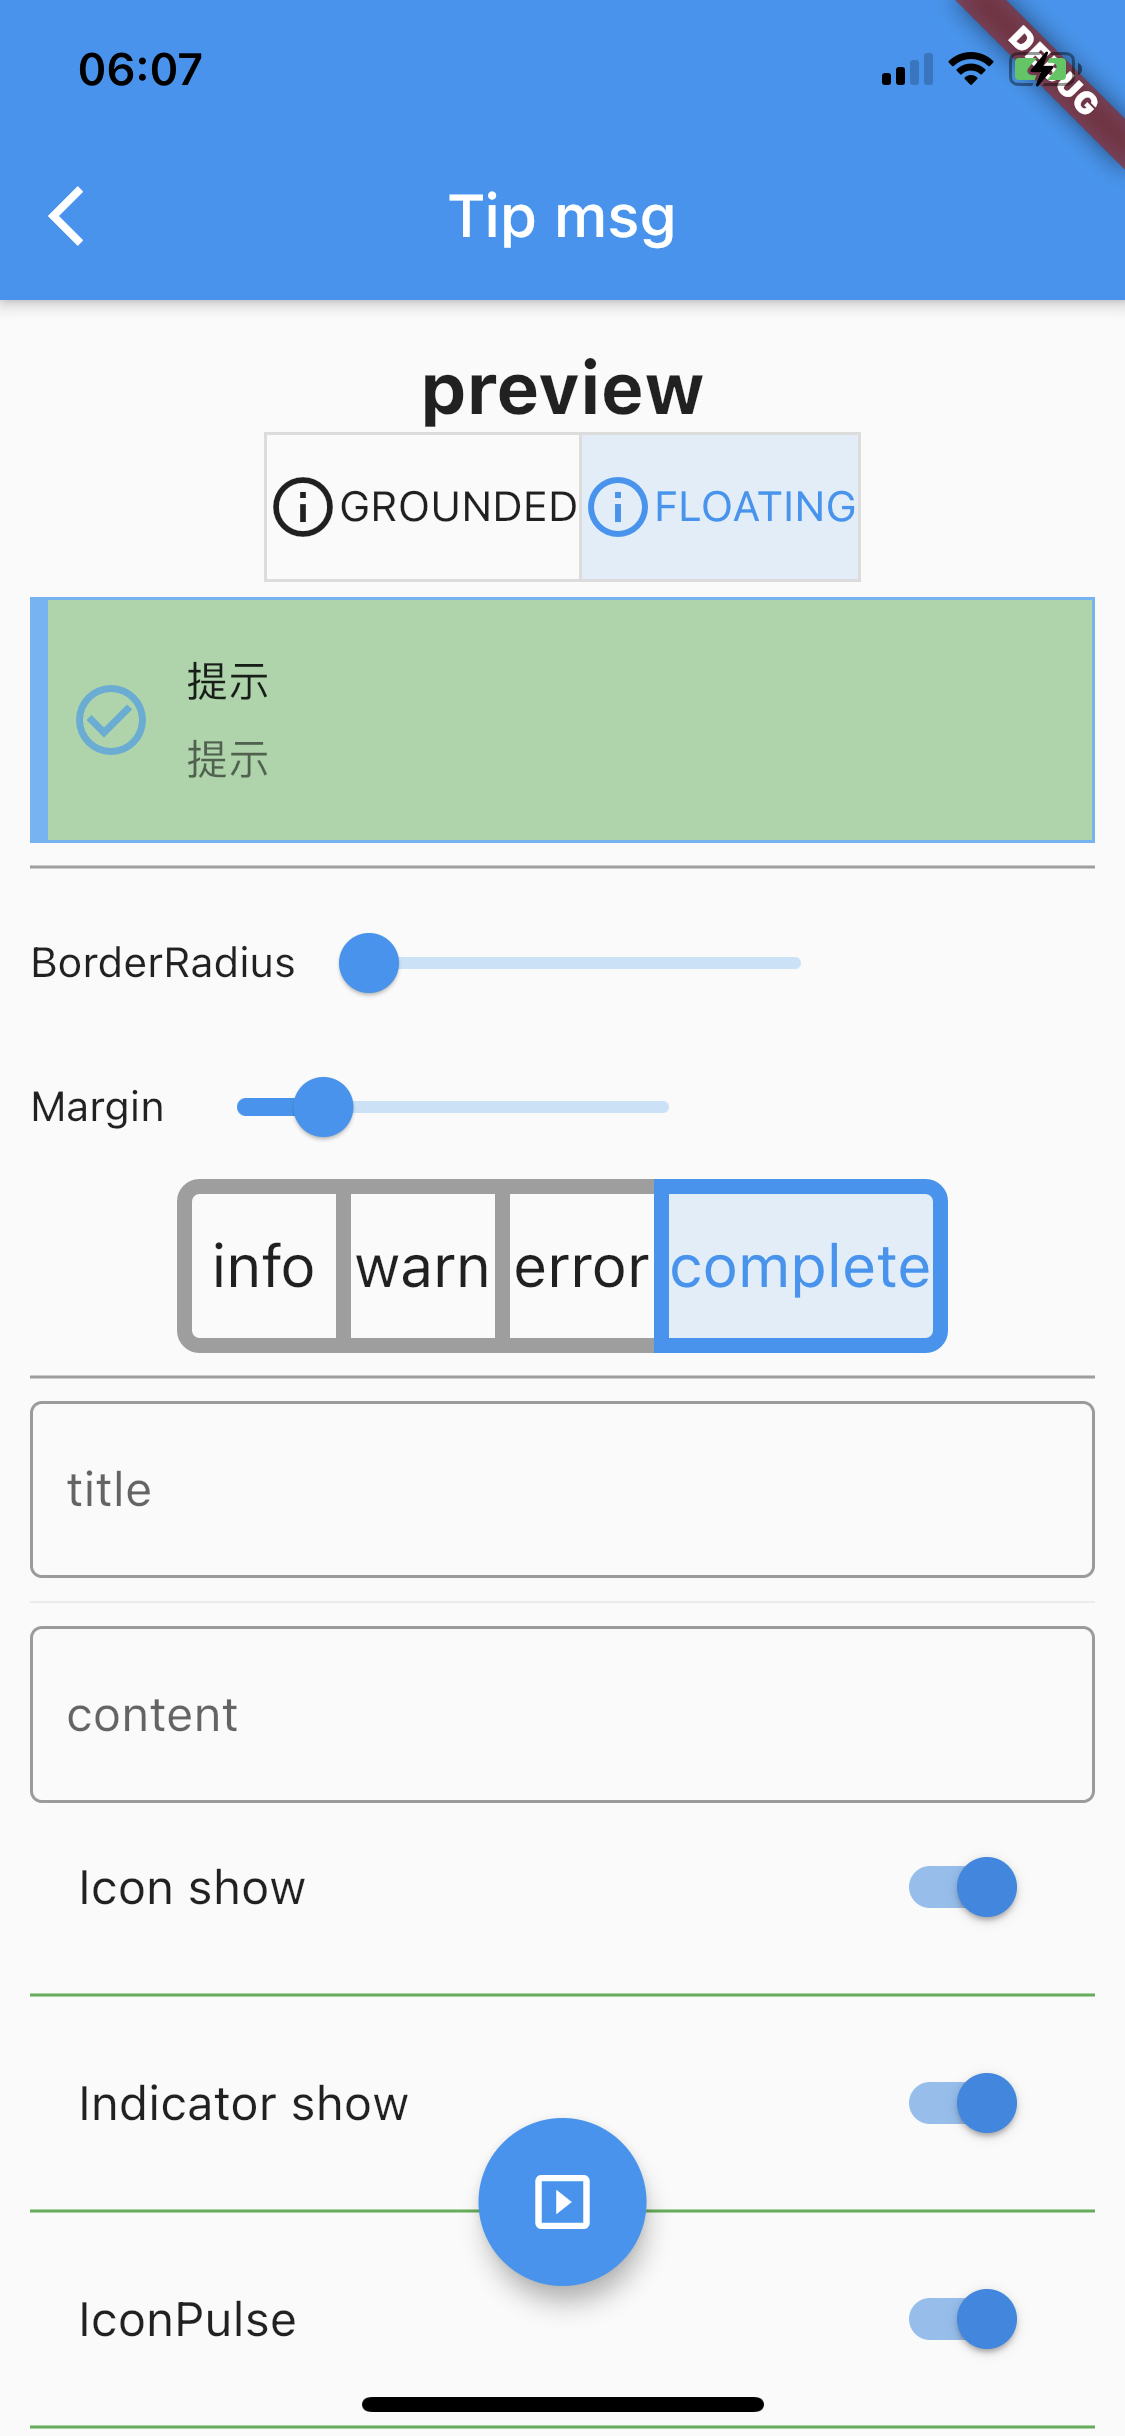 06:07
DEBUG
Tip msg
preview
GROUNDED FLOATING
提示
提示
BorderRadius
Margin
info warn error complete
title
content
Icon show
Indicator show
IconPulse